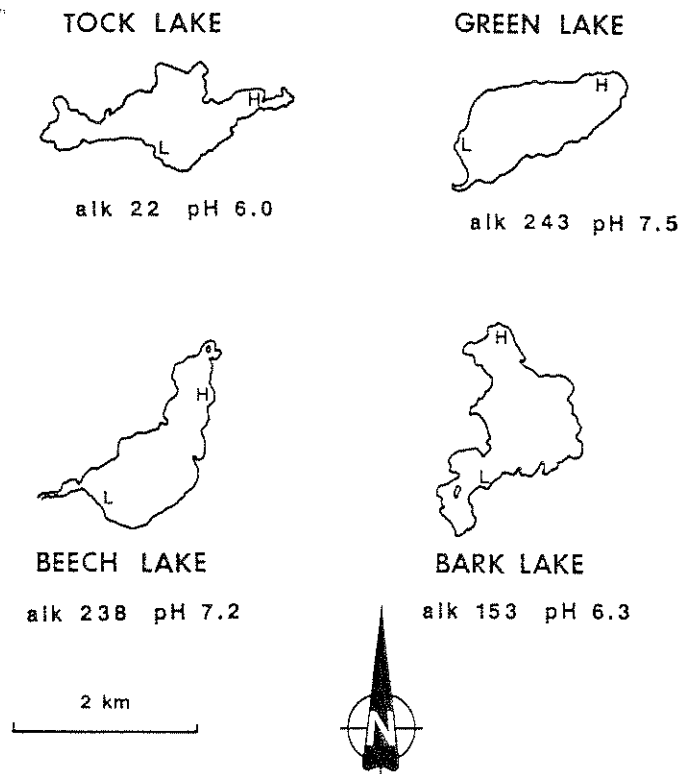 TOCK LAKE
H
L
alk 22 pH 6.0
GREEN LAKE
H
L
alk 243 pH 7.5
H
L
BEECH LAKE
alk 238 pH 7.2
H
L
BARK LAKE
alk 153 pH 6.3
2 km
N